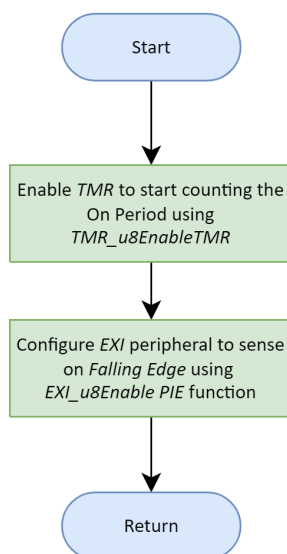 Start
Enable TMR to start counting the
On Period using
TMR_u8EnableTMR
Configure EXI peripheral to sense
on Falling Edge using
EXI_u8Enable PIE function
Return